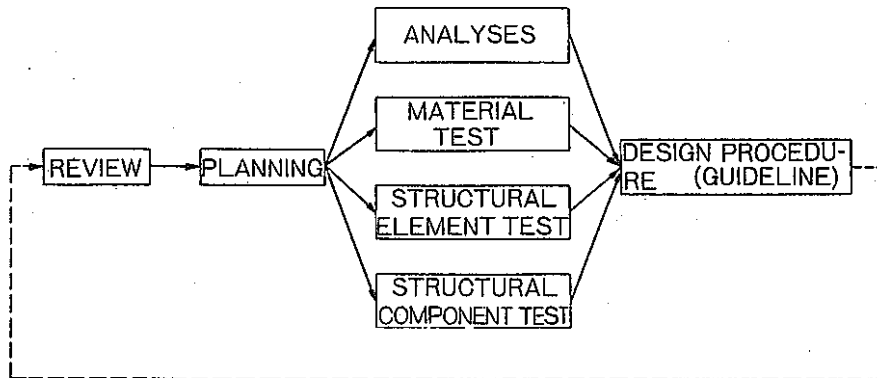 REVIEW
PLANNING
ANALYSES
MATERIAL
TEST
STRUCTURAL
ELEMENT TEST
STRUCTURAL
COMPONENT TEST
DESIGN PROCEDU-
RE (GUIDELINE)